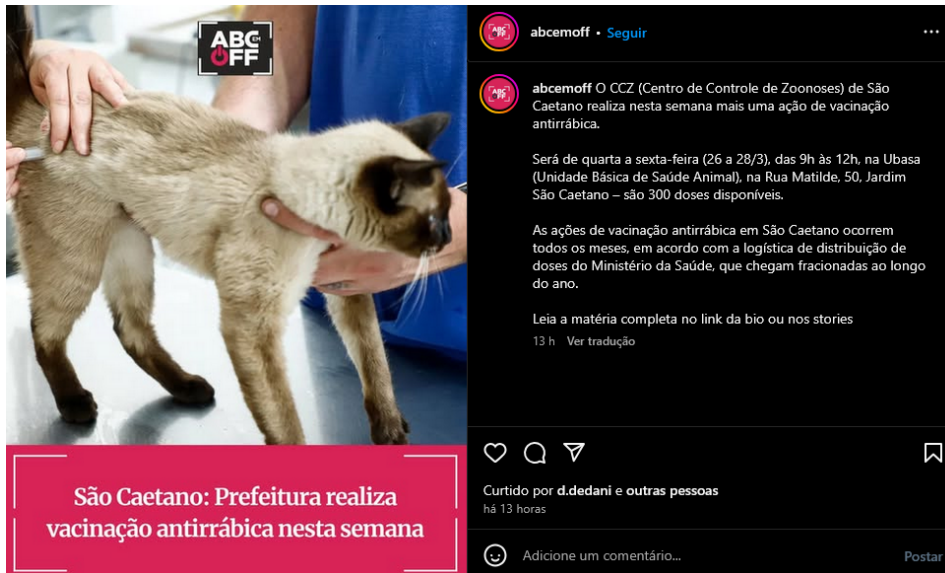 ABC EM
OFF
São Caetano: Prefeitura realiza
vacinação antirrábica nesta semana
abcemoff • Seguir
abcemoff O CCZ (Centro de Controle de Zoonoses) de São
Caetano realiza nesta semana mais uma ação de vacinação
antirrábica.
Será de quarta a sexta-feira (26 a 28/3), das 9h às 12h, na Ubasa
(Unidade Básica de Saúde Animal), na Rua Matilde, 50, Jardim
São Caetano – são 300 doses disponíveis.
As ações de vacinação antirrábica em São Caetano ocorrem
todos os meses, em acordo com a logística de distribuição de
doses do Ministério da Saúde, que chegam fracionadas ao longo
do ano.
Leia a matéria completa no link da bio ou nos stories
13 h Ver tradução
Curtido por d.dedani e outras pessoas
há 13 horas
Adicione um comentário...
Postar